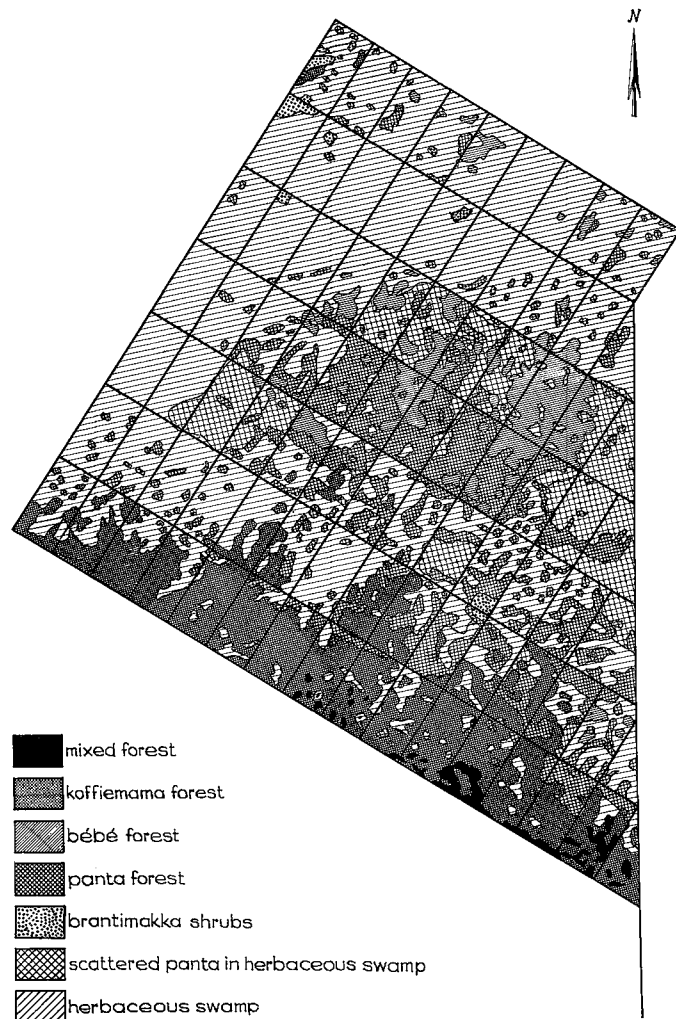 N
mixed forest
koffiemama forest
bébé forest
panta forest
brantimakka shrubs
scattered panta in herbaceous swamp
herbaceous swamp